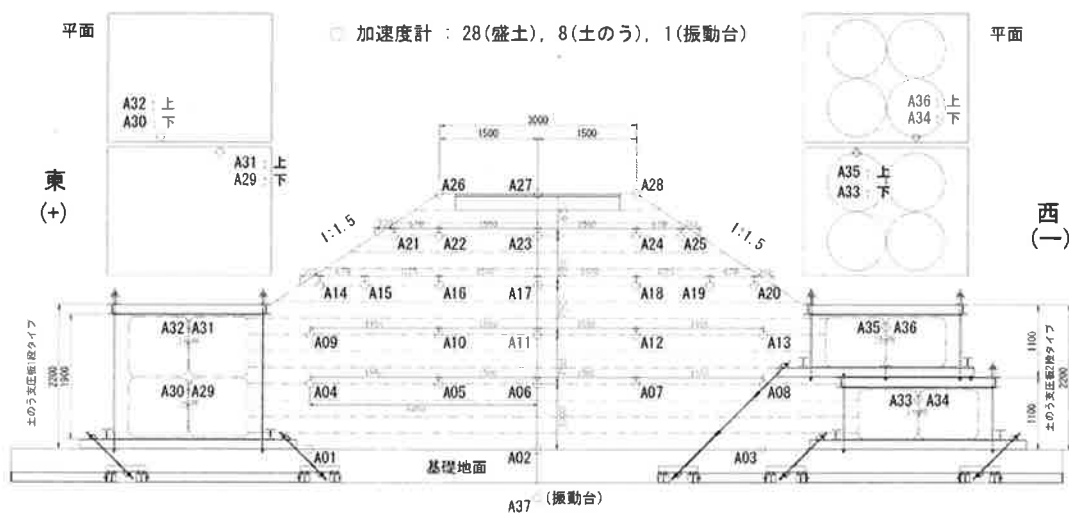 平面
加速度計 : 28(盛土), 8(土のう), 1(振動台)
平面
A32 : 上
A30 : 下
A36 : 上
A34 : 下
A31 : 上
A29 : 下
A35 : 上
A33 : 下
東
(+)
西
(一)
3000
1500 1500
A26 A27 A28
1:1.5 1:1.5
A21 A22 A23 A24 A25
A14 A15 A16 A17 A18 A19 A20
A32 A31
A35 A36
A09 A10 A11 A12 A13
A30 A29
A04 A05 A06 A07 A08
A33 A34
土のう支圧板1段タイプ
2200
1900
1100
1100
2200
土のう支圧板2段タイプ
A01 基礎地面 A02 A03
A37 (振動台)